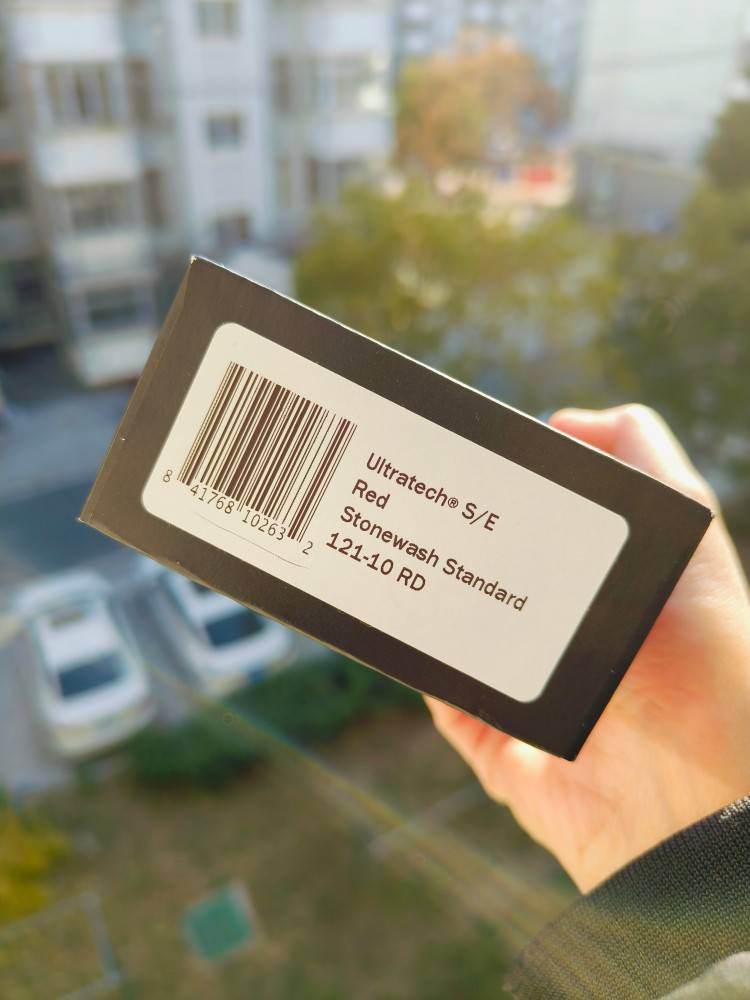 Ultratech® S/E
Red
Stonewash Standard
121-10 RD
8 41768 10263 2